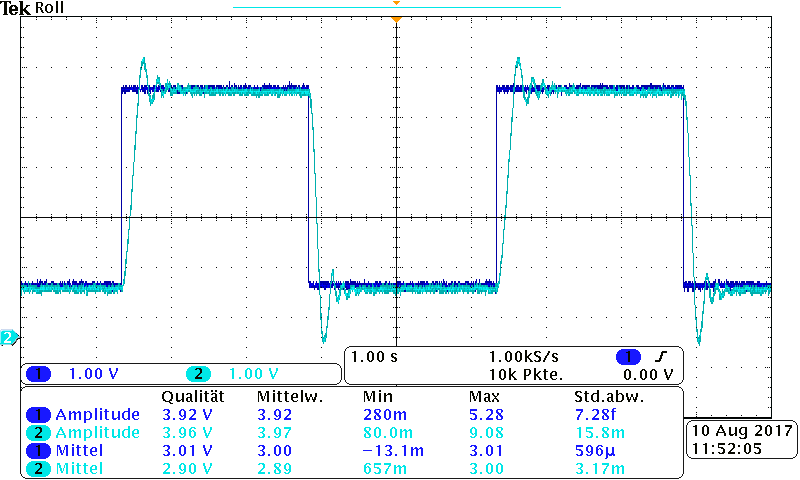 Tek Roll
2
1 1.00 V 2 1.00 V
1.00 s 1.00kS/s 1
10k Pkte. 0.00 V
Qualität Mittelw. Min Max Std.abw.
1 Amplitude 3.92 V 3.92 280m 5.28 7.28f
2 Amplitude 3.96 V 3.97 80.0m 9.08 15.8m
1 Mittel 3.01 V 3.00 −13.1m 3.01 596µ
2 Mittel 2.90 V 2.89 657m 3.00 3.17m
10 Aug 2017
11:52:05